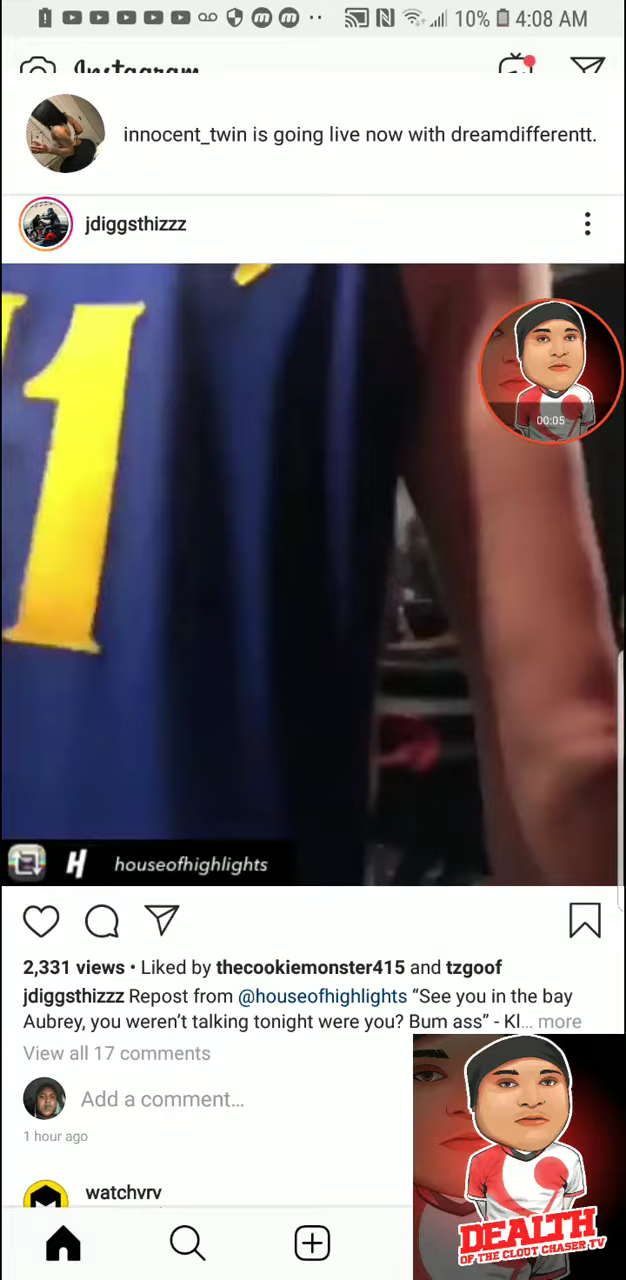 10% 4:08 AM
Instagram
innocent_twin is going live now with dreamdifferentt.
jdiggsthizzz
1
00:05
H houseofhighlights
2,331 views • Liked by thecookiemonster415 and tzgoof
jdiggsthizzz Repost from @houseofhighlights “See you in the bay
Aubrey, you weren’t talking tonight were you? Bum ass” - Kl... more
View all 17 comments
Add a comment...
1 hour ago
watchvrv
DEALTH
OF THE CLOUT CHASER TV